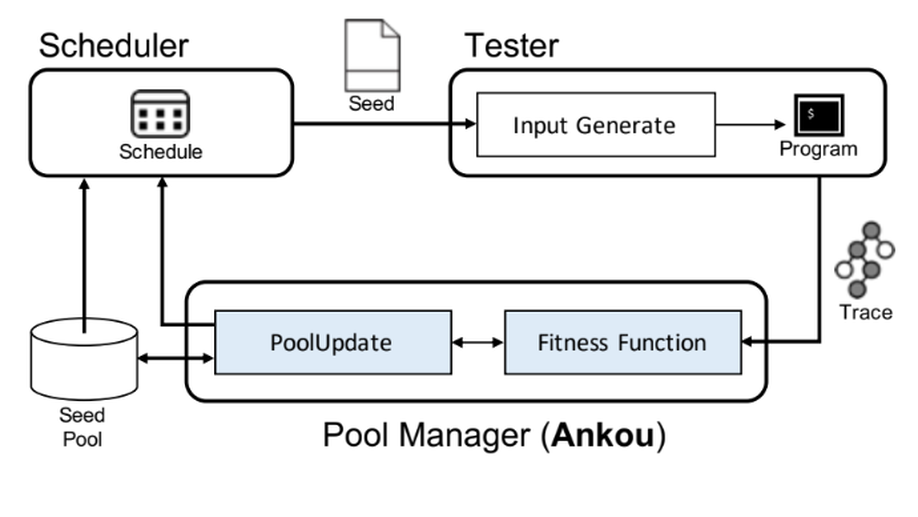 Scheduler
Tester
Seed
Schedule
Input Generate
$
Program
Trace
PoolUpdate
Fitness Function
Seed
Pool
Pool Manager (Ankou)